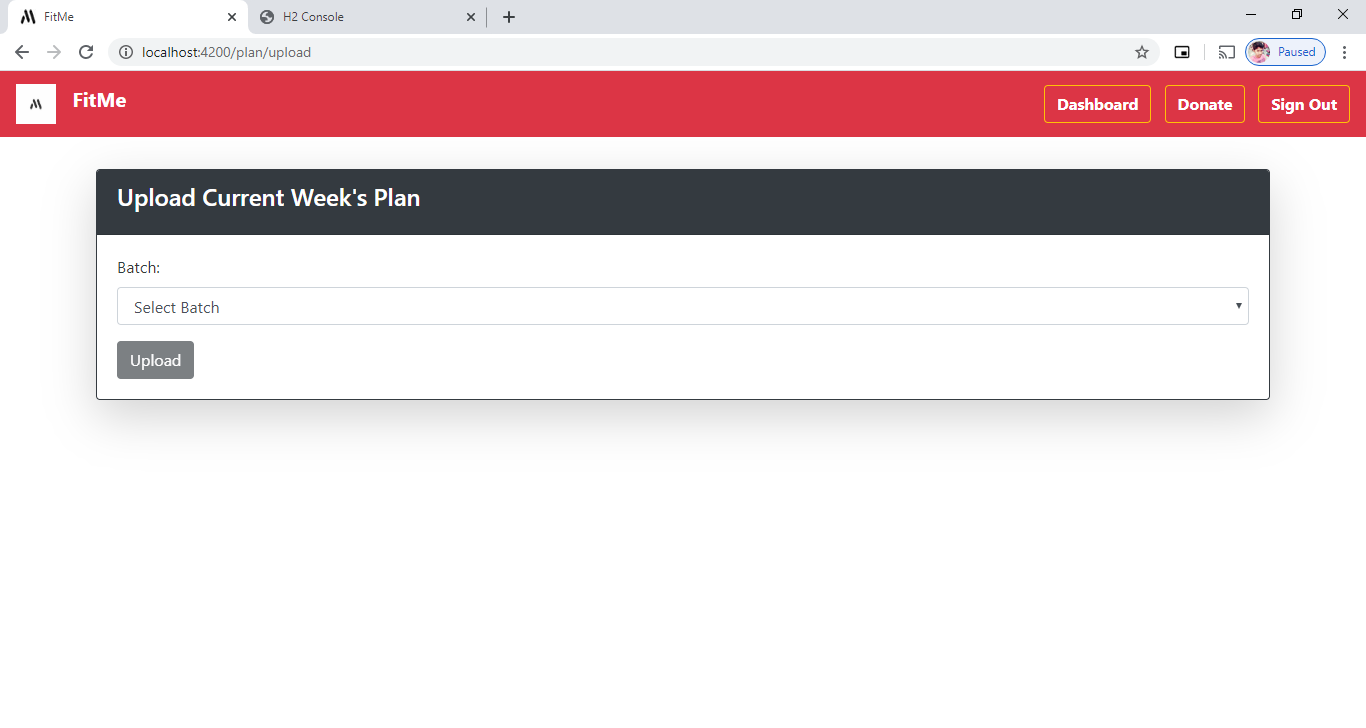 FitMe
H2 Console
localhost:4200/plan/upload
Paused
FitMe
Dashboard
Donate
Sign Out
Upload Current Week's Plan
Batch:
Select Batch
Upload